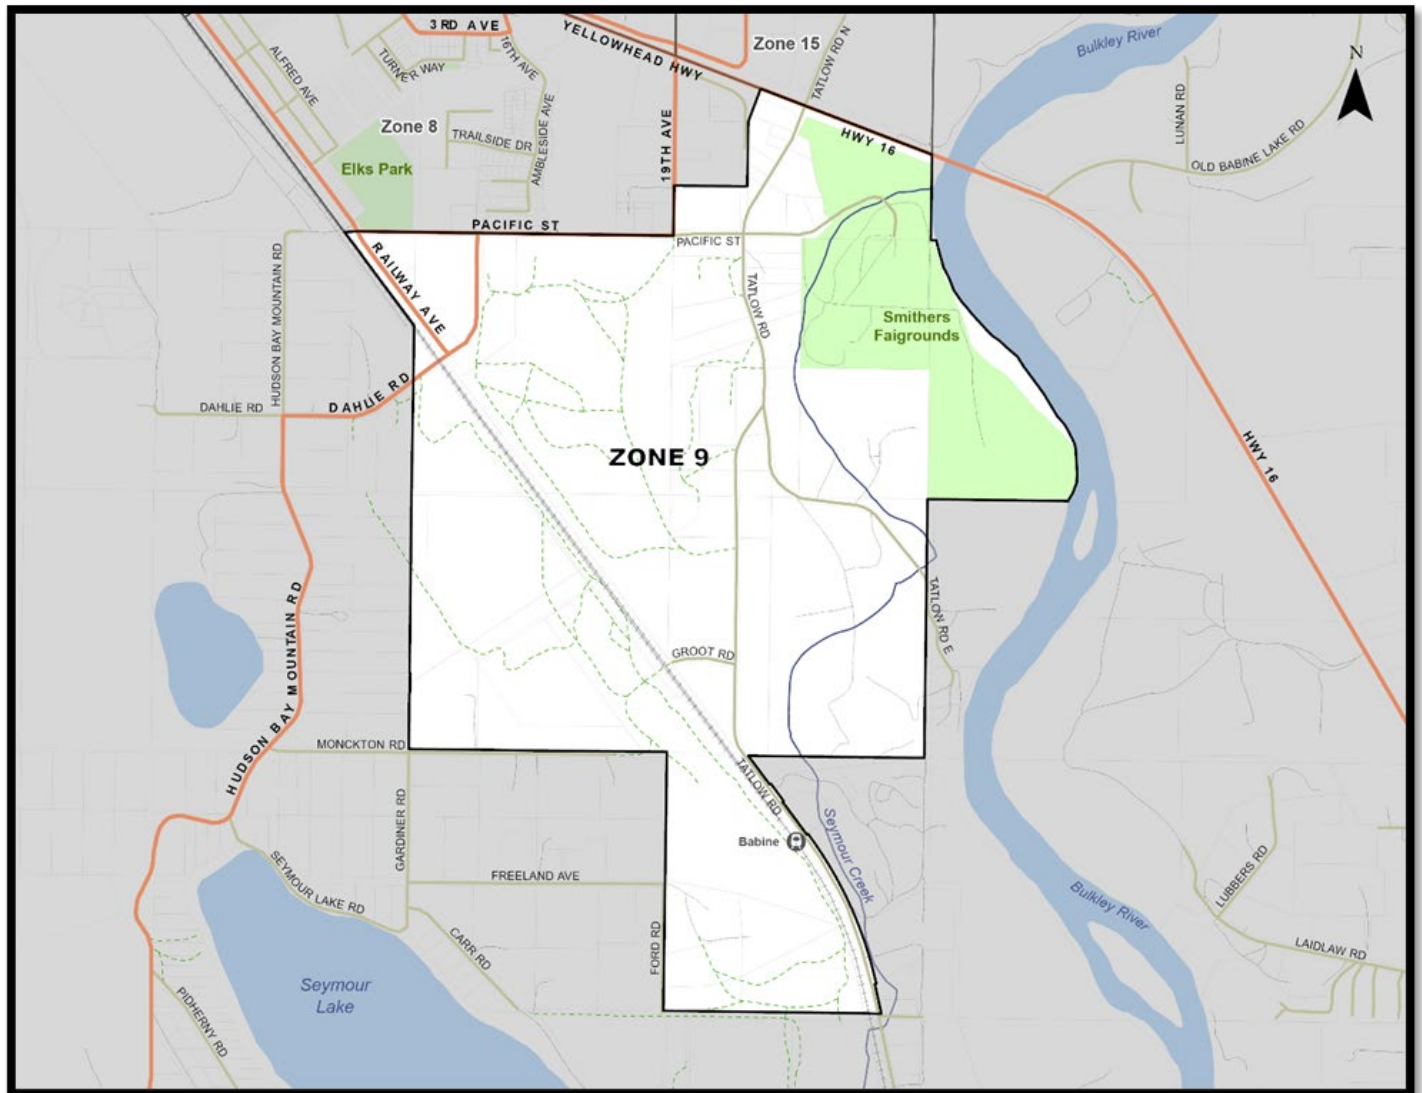 3 RD AVE
YELLOWHEAD HWY
Zone 15
TATLOW RD N
Bulkley River
N
ALFRED AVE
TURNER WAY
16TH AVE
LUNAN RD
Zone 8
TRAILSIDE DR
AMBLESIDE AVE
19TH AVE
HWY 16
OLD BABINE LAKE RD
Elks Park
PACIFIC ST
PACIFIC ST
HUDSON BAY MOUNTAIN RD
RAILWAY AVE
TATLOW RD
Smithers
Faigrounds
DAHLIE RD
DAHLIE RD
ZONE 9
HWY 16
HUDSON BAY MOUNTAIN RD
TATLOW RD E
GROOT RD
MONCKTON RD
TATLOW RD
GARDINER RD
Babine
Seymour Creek
SEYMOUR LAKE RD
FREELAND AVE
LUBBERS RD
Bulkley River
FORD RD
CARR RD
LAIDLAW RD
Seymour
Lake
PIDHERNY RD